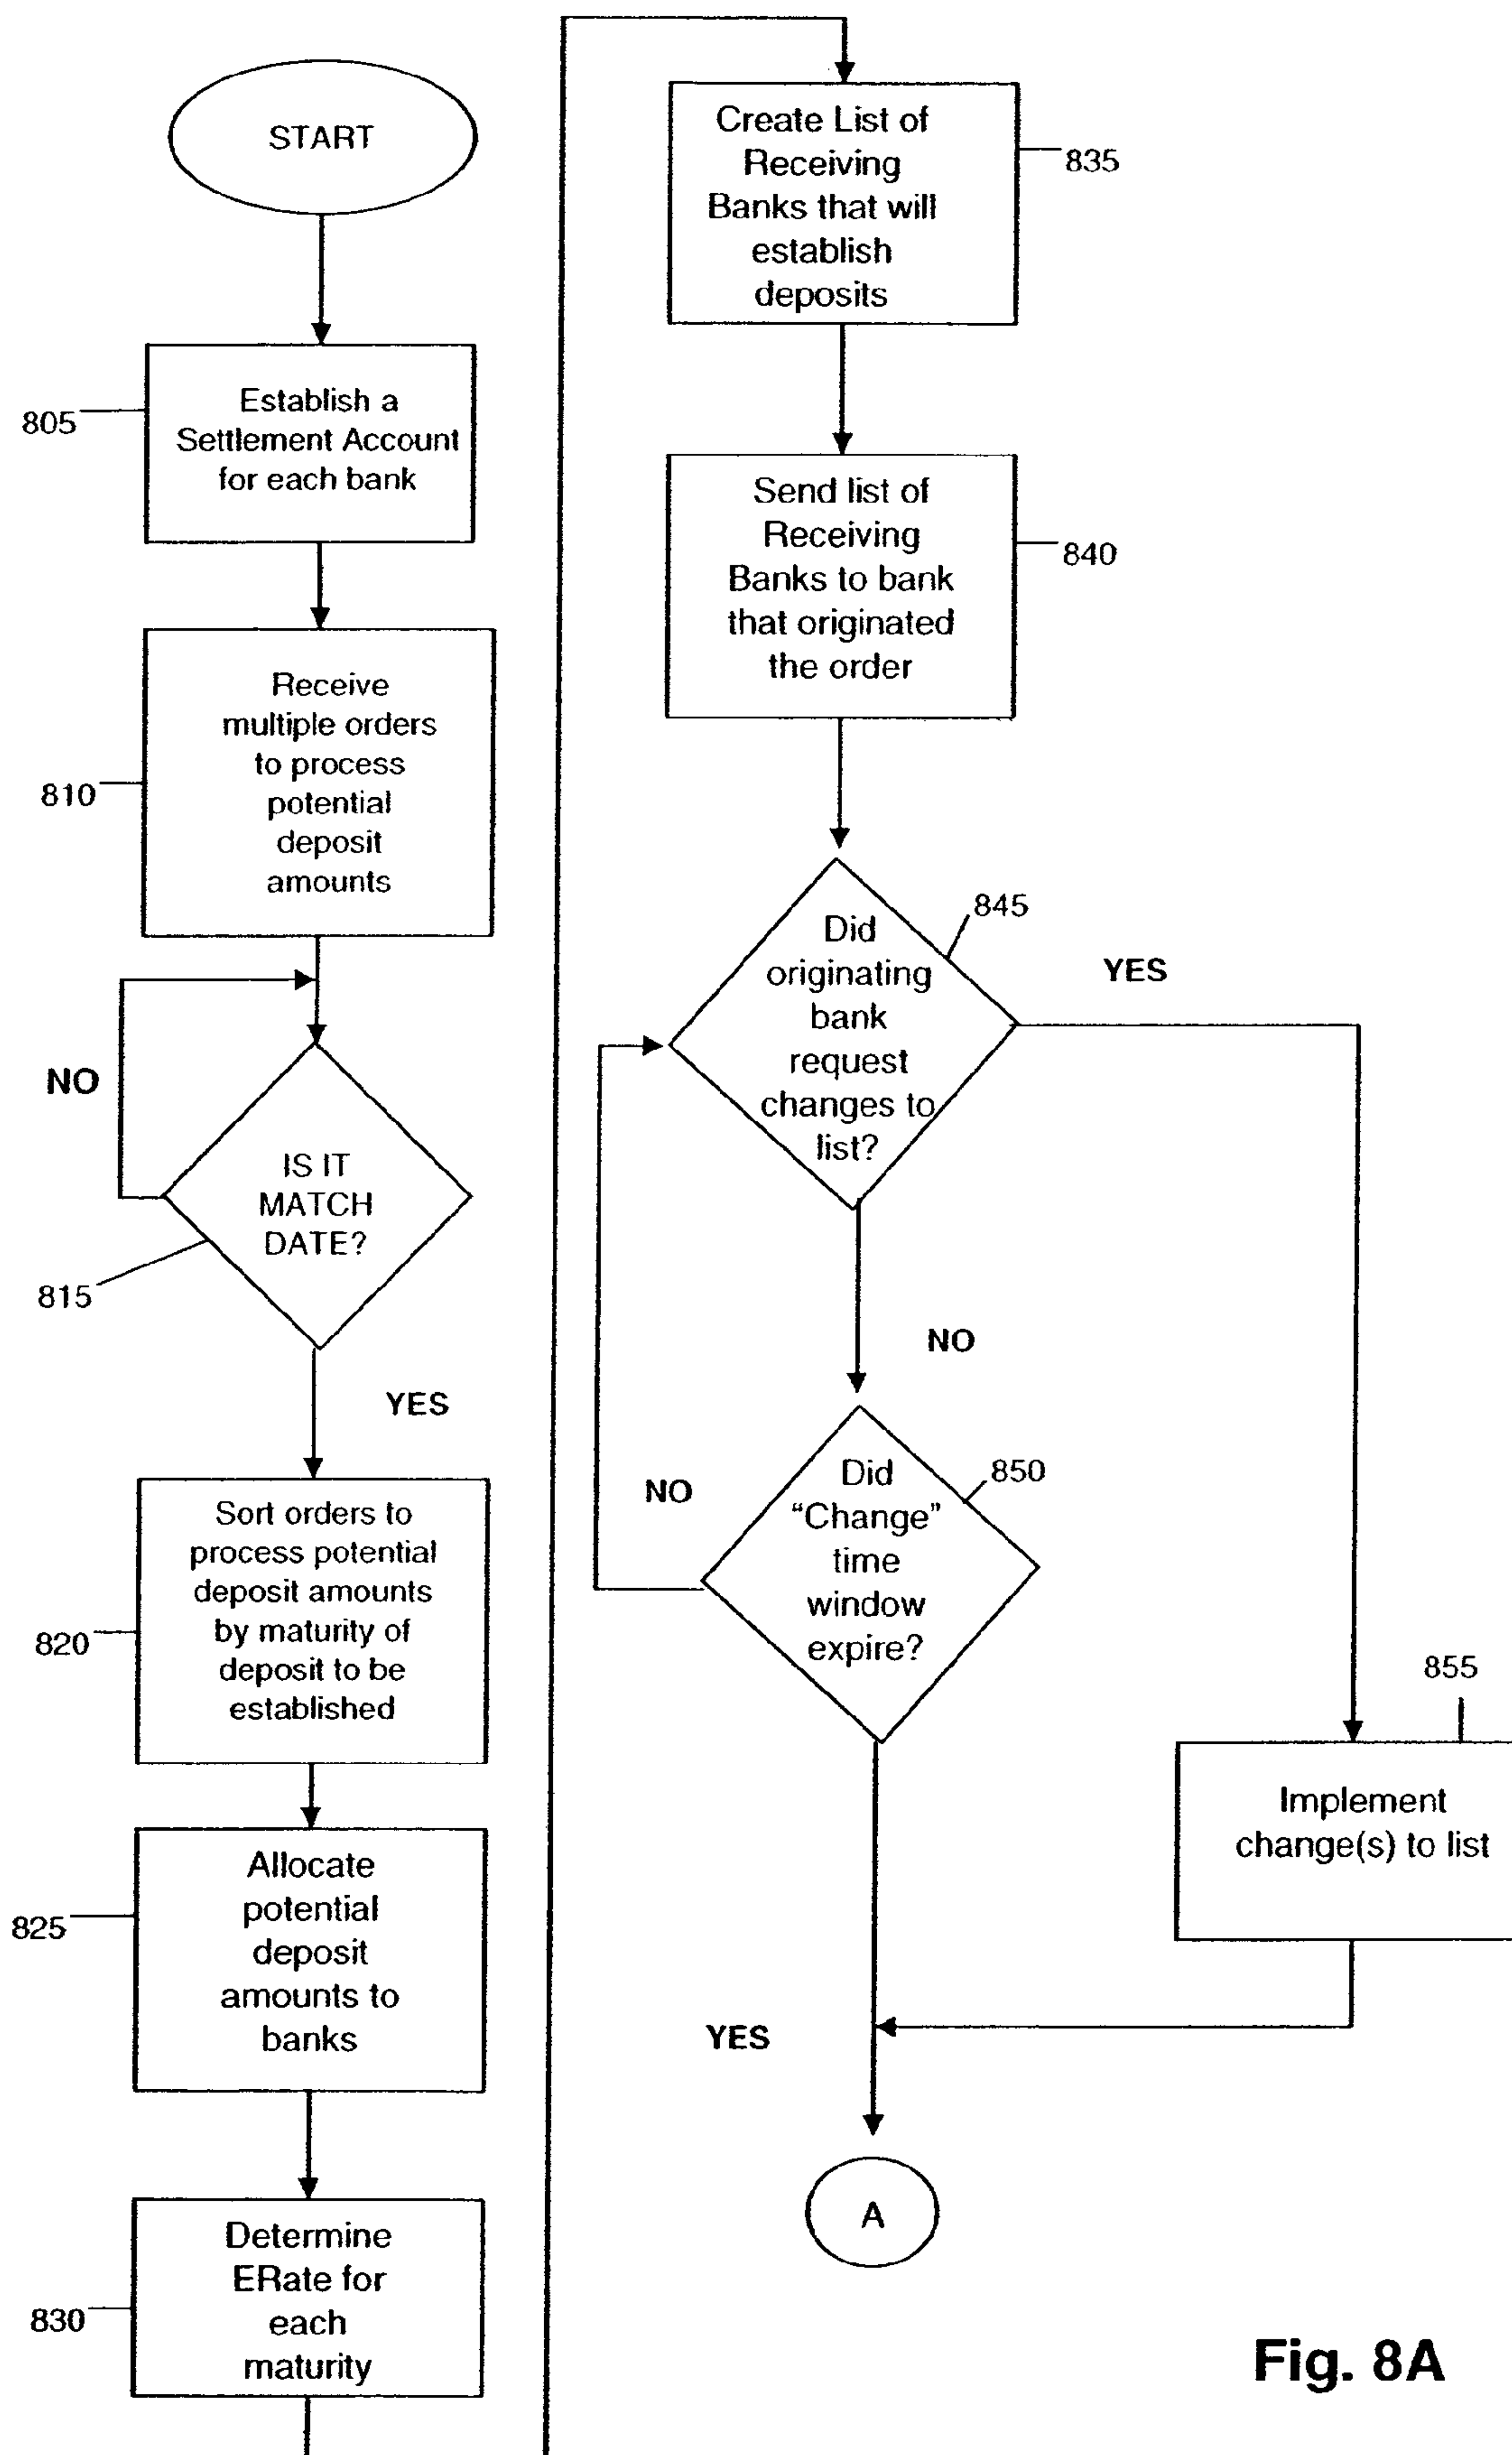 START
Establish a
Settlement Account
for each bank
805
Receive
multiple orders
to process
potential
deposit
amounts
810
NO
IS IT
MATCH
DATE?
815
YES
Sort orders to
process potential
deposit amounts
by maturity of
deposit to be
established
820
Allocate
potential
deposit
amounts to
banks
825
Determine
ERate for
each
maturity
830
Create List of
Receiving
Banks that will
establish
deposits
835
Send list of
Receiving
Banks to bank
that originated
the order
840
Did
originating
bank
request
changes to
list?
845
YES
NO
Did
“Change”
time
window
expire?
850
NO
855
Implement
change(s) to list
YES
A
Fig. 8A